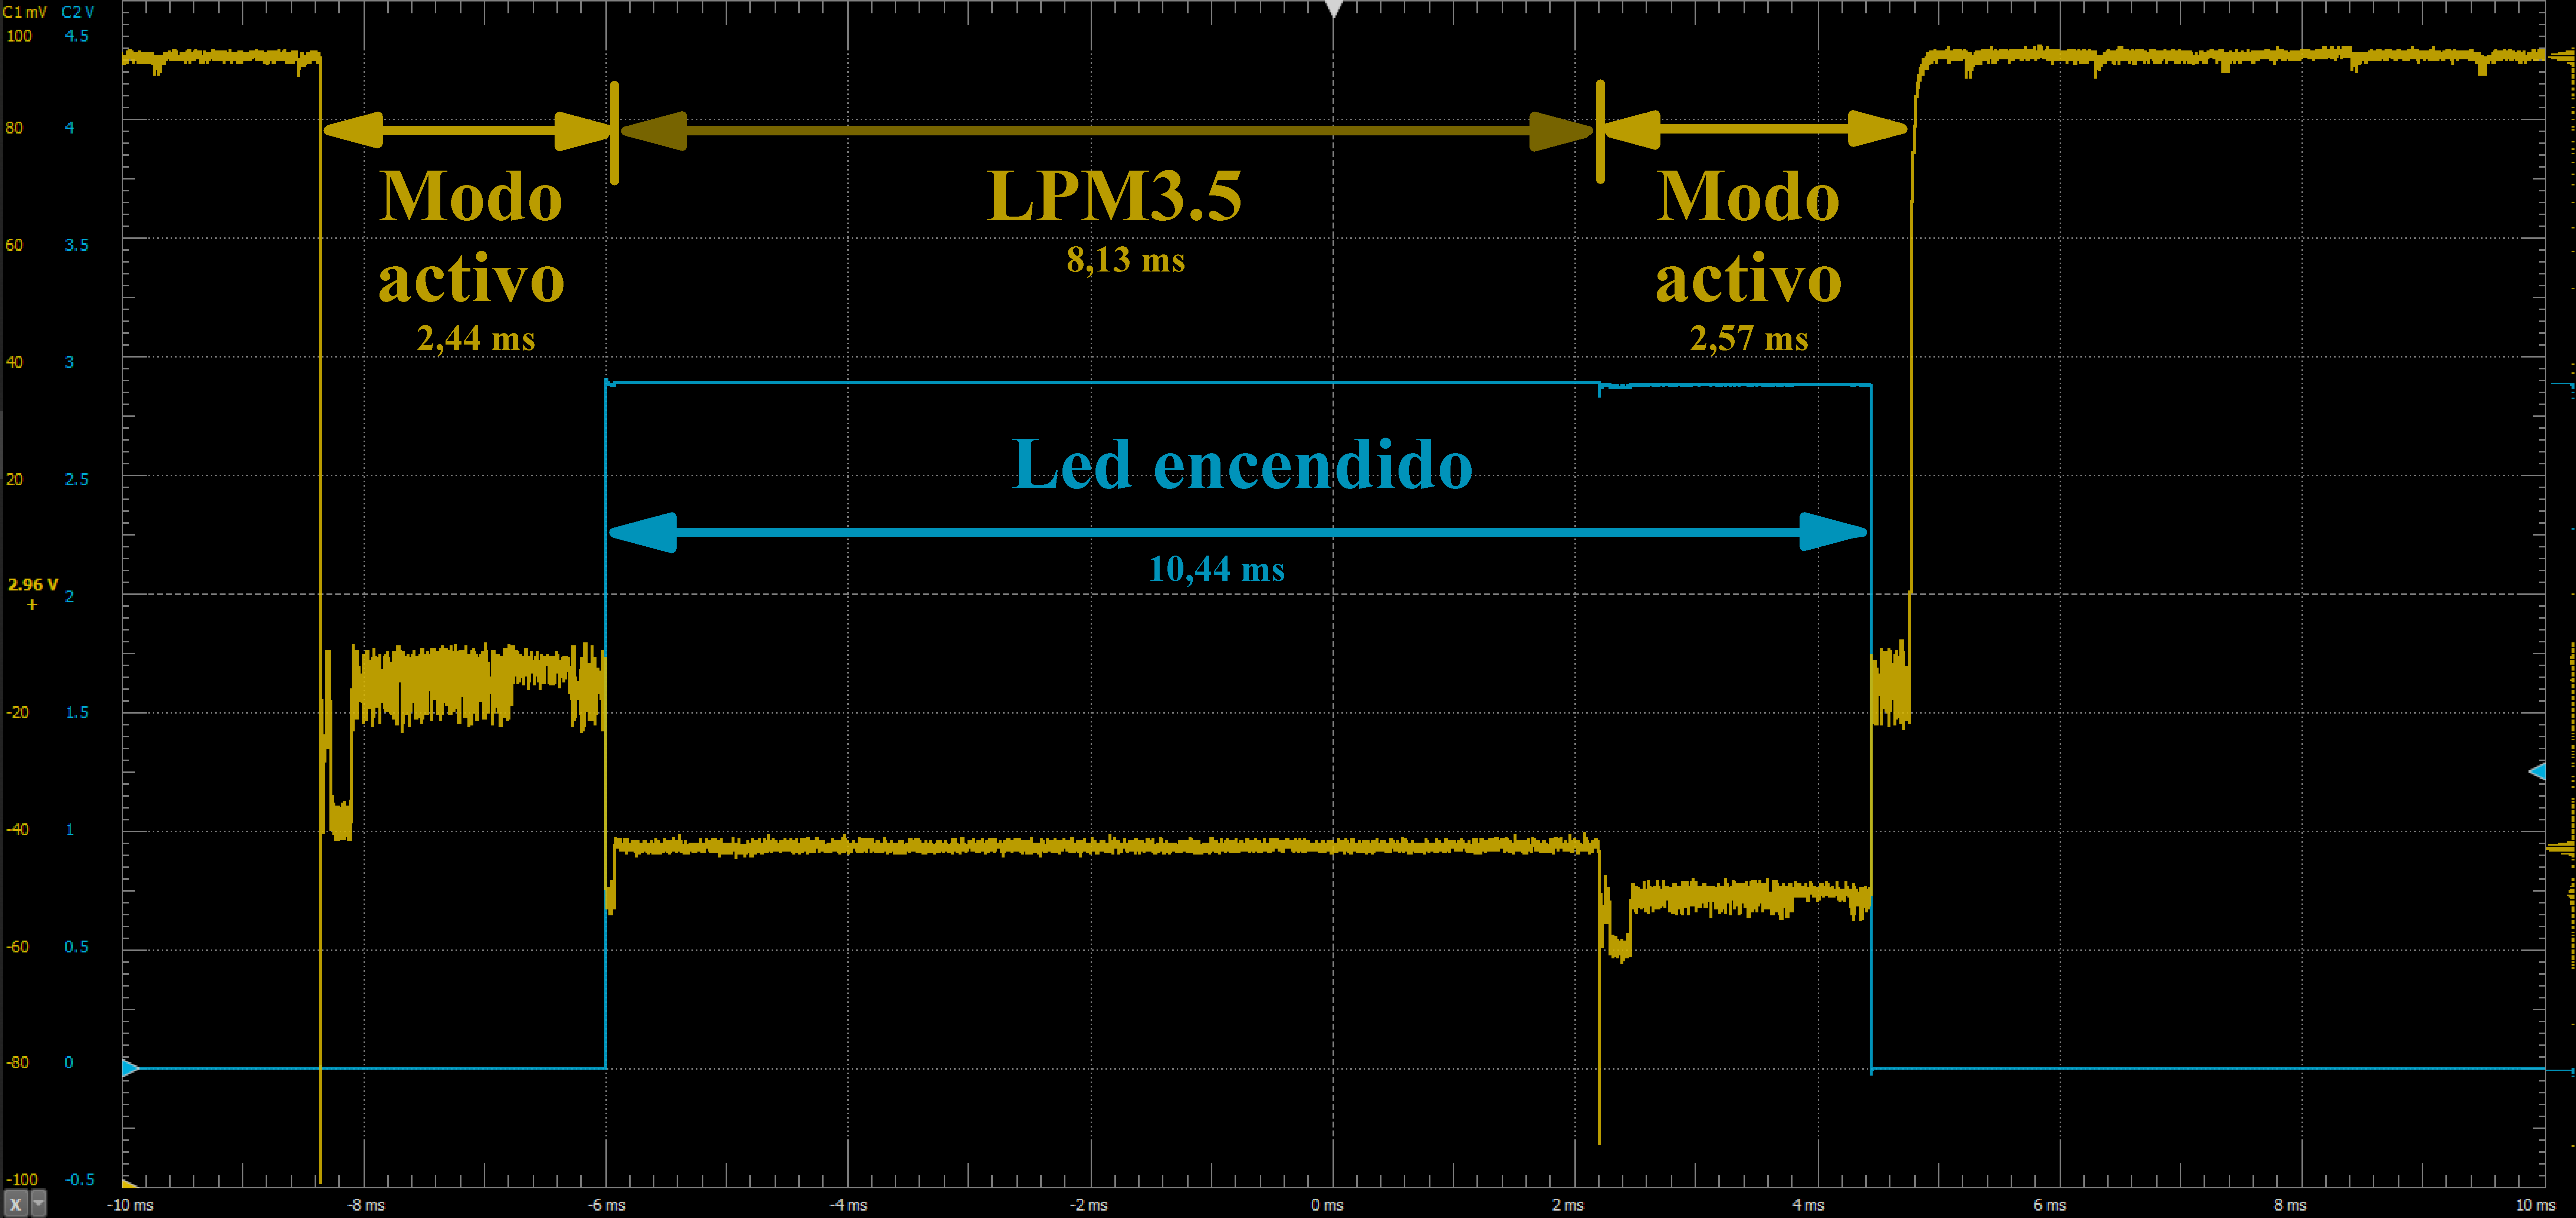 C1 mV C2 V
100 4.5
80 4
60 3.5
40 3
20 2.5
2.96 V
+ 2
-20 1.5
-40 1
-60 0.5
-80 0
-100 -0.5
Modo
activo
2,44 ms
LPM3.5
8,13 ms
Modo
activo
2,57 ms
Led encendido
10,44 ms
X -10 ms -8 ms -6 ms -4 ms -2 ms 0 ms 2 ms 4 ms 6 ms 8 ms 10 ms